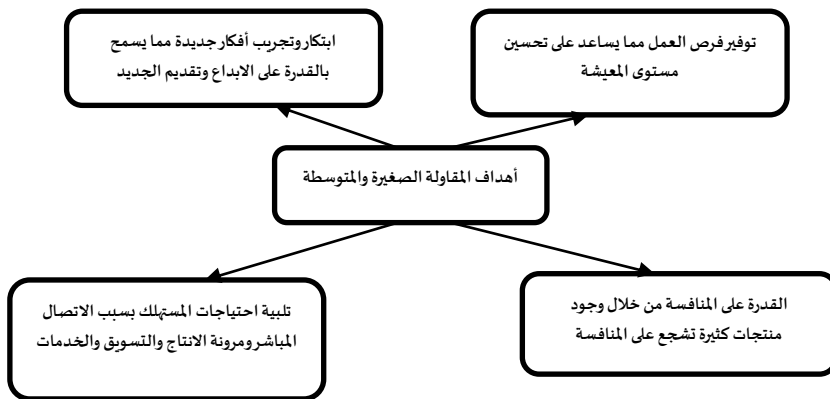 توفير فرص العمل مما يساعد على تحسين
مستوى المعيشة
ابتكار وتجريب أفكار جديدة مما يسمح
بالقدرة على الابداع وتقديم الجديد
أهداف المقاولة الصغيرة والمتوسطة
القدرة على المنافسة من خلال وجود
منتجات كثيرة تشجع على المنافسة
تلبية احتياجات المستهلك بسبب الاتصال
المباشر ومرونة الانتاج والتسويق والخدمات